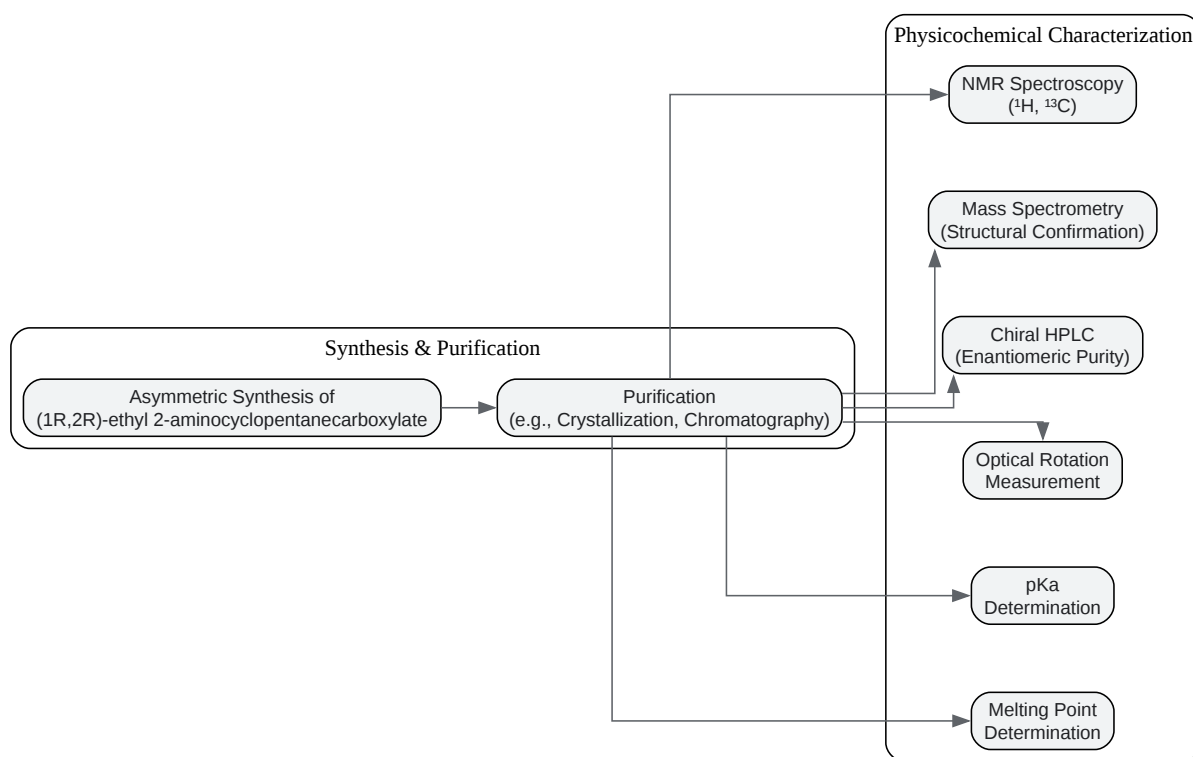 Physicochemical Characterization
NMR Spectroscopy
(¹H, ¹³C)
Mass Spectrometry
(Structural Confirmation)
Chiral HPLC
(Enantiomeric Purity)
Synthesis & Purification
Asymmetric Synthesis of
(1R,2R)-ethyl 2-aminocyclopentanecarboxylate
Purification
(e.g., Crystallization, Chromatography)
Optical Rotation
Measurement
pKa
Determination
Melting Point
Determination